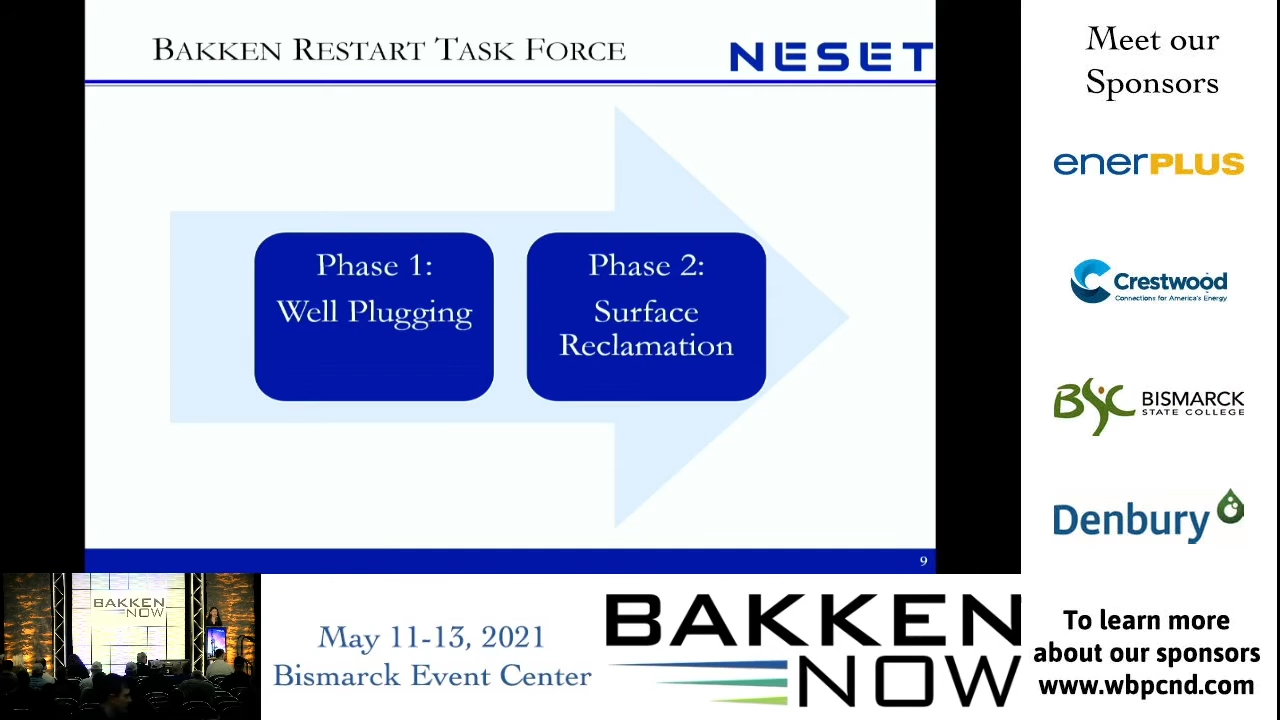 BAKKEN RESTART TASK FORCE
NESET
Phase 1:
Well Plugging
Phase 2:
Surface
Reclamation
9
Meet our
Sponsors
enerPLUS
Crestwood
Connections for America's Energy
BSC BISMARCK
STATE COLLEGE
Denbury
To learn more
about our sponsors
www.wbpcnd.com
BAKKEN
NOW
May 11-13, 2021
Bismarck Event Center
BAKKEN
NOW